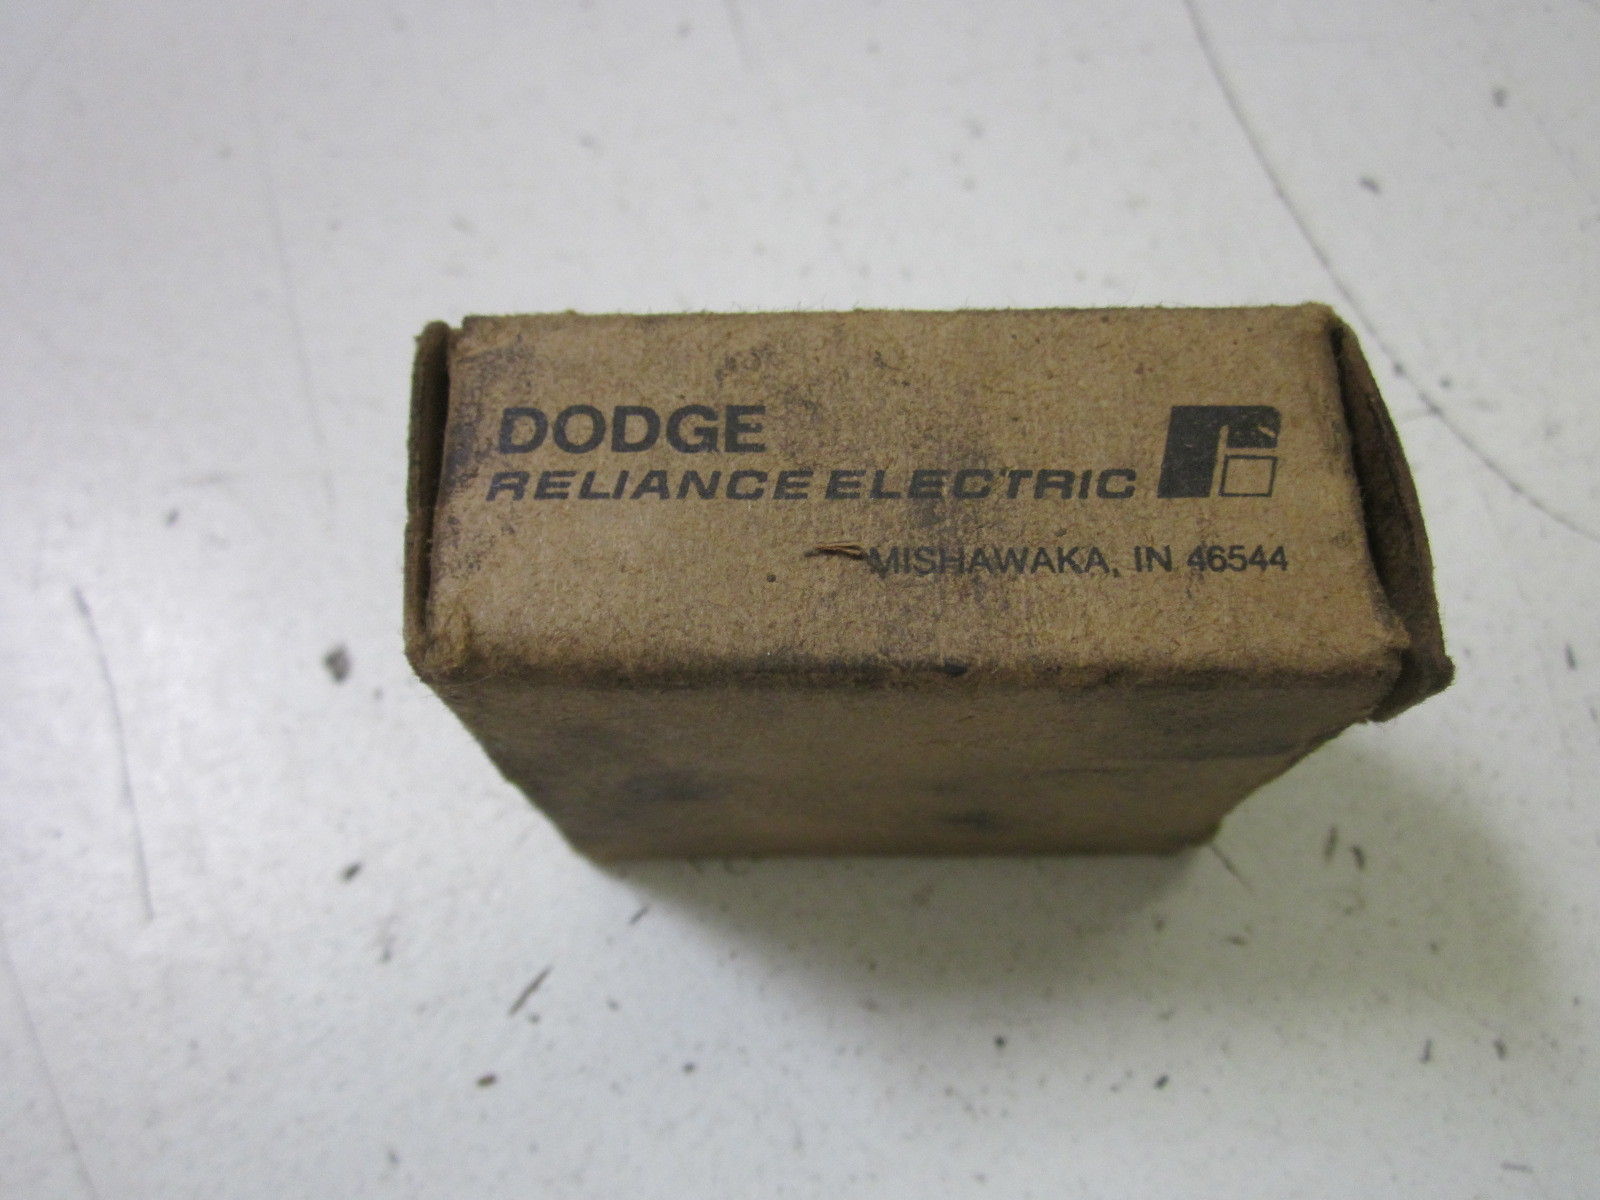 DODGE
RELIANCE ELECTRIC
MISHAWAKA, IN 46544